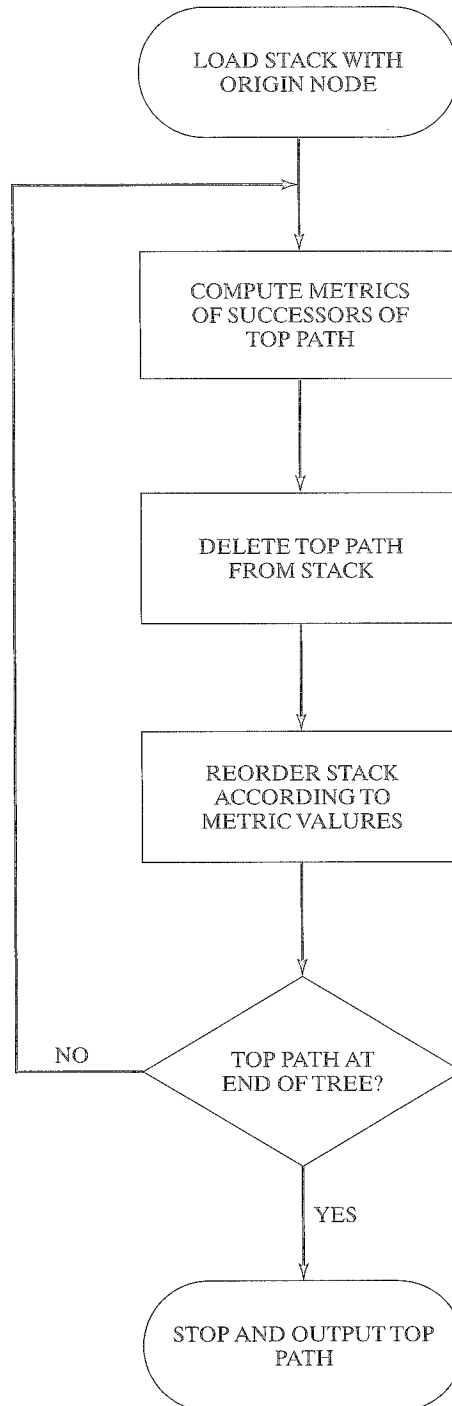 LOAD STACK WITH
ORIGIN NODE
COMPUTE METRICS
OF SUCCESSORS OF
TOP PATH
DELETE TOP PATH
FROM STACK
REORDER STACK
ACCORDING TO
METRIC VALURES
NO
TOP PATH AT
END OF TREE?
YES
STOP AND OUTPUT TOP
PATH